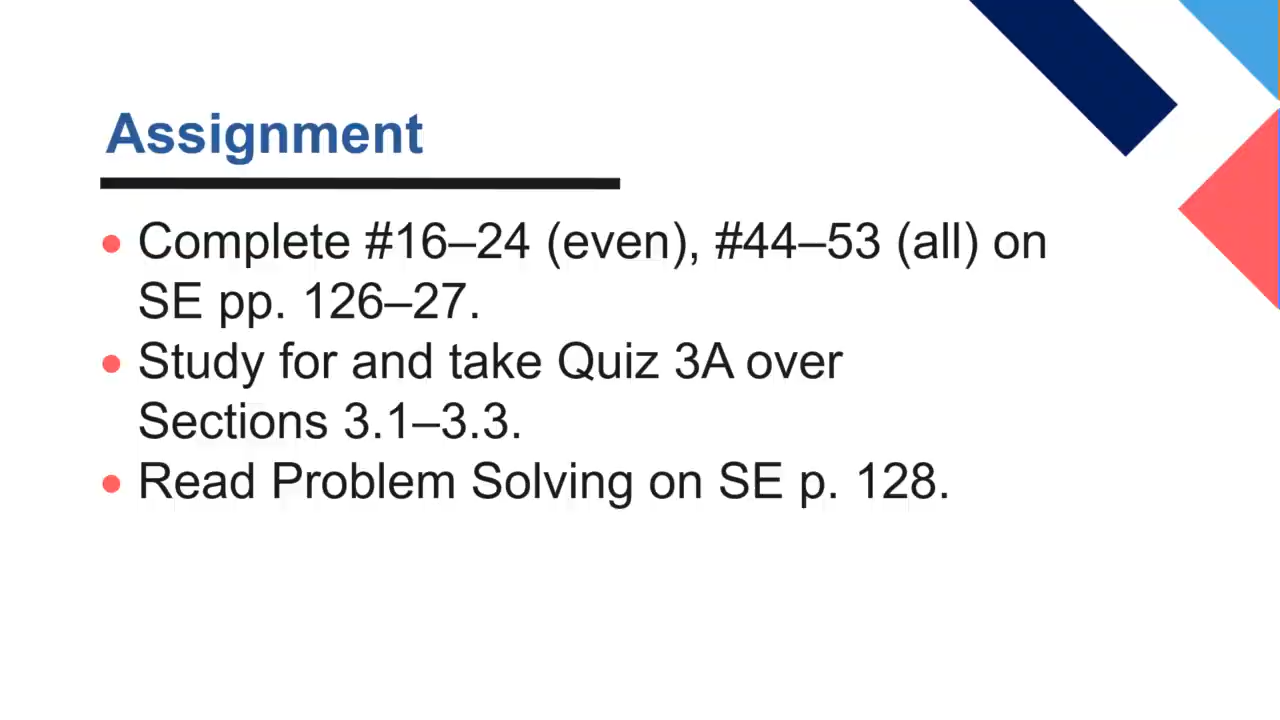 Assignment
• Complete #16–24 (even), #44–53 (all) on
SE pp. 126–27.
• Study for and take Quiz 3A over
Sections 3.1–3.3.
• Read Problem Solving on SE p. 128.